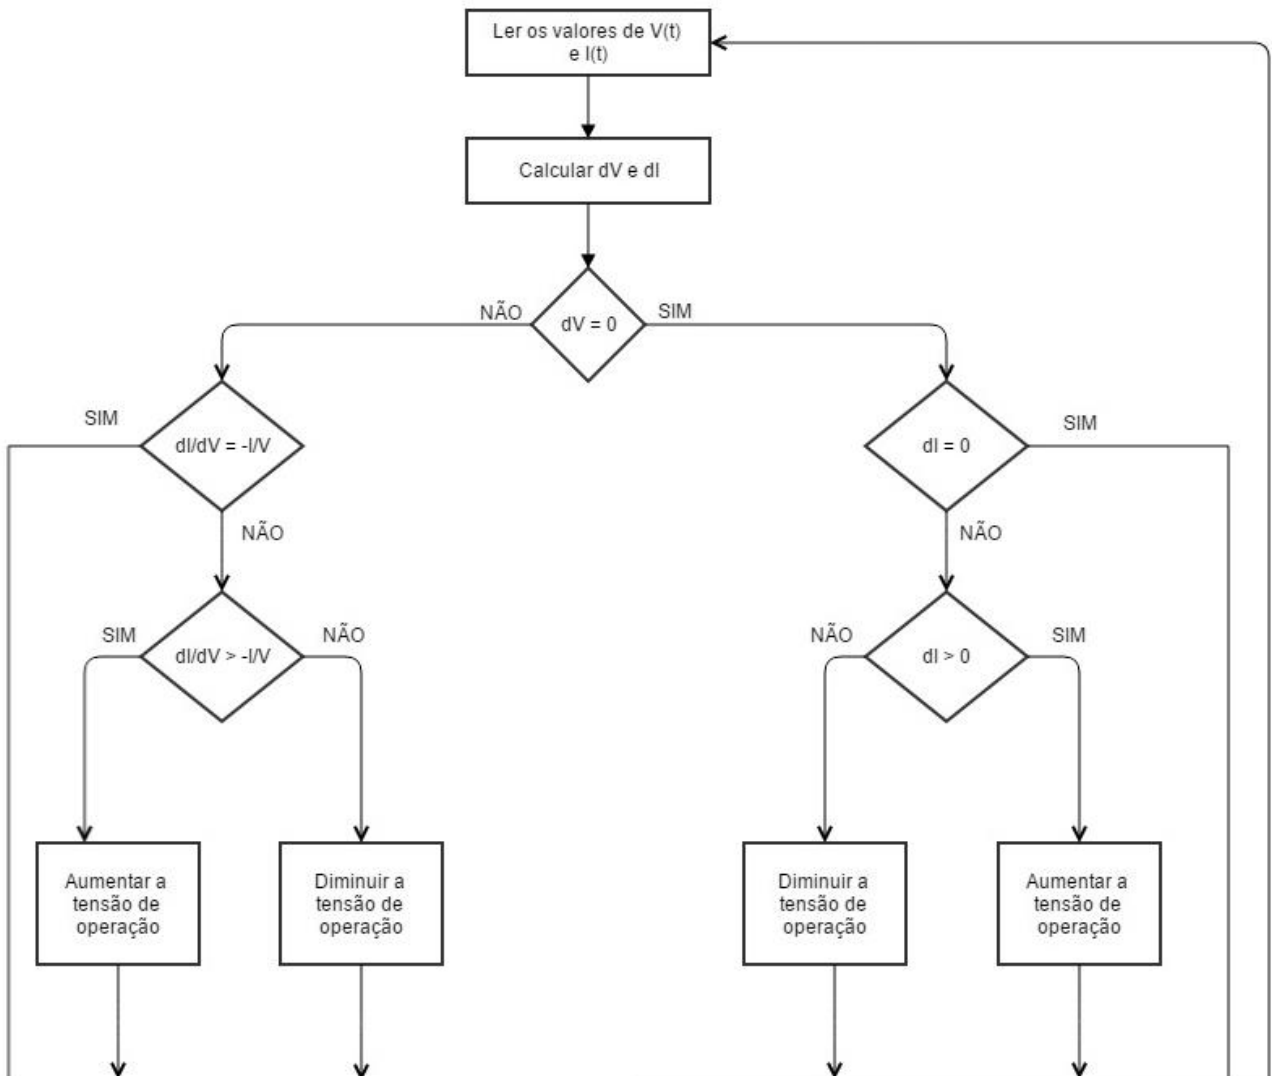 Ler os valores de V(t)
e I(t)
Calcular dV e dI
NÃO
dV = 0
SIM
SIM
dI/dV = -I/V
NÃO
dI = 0
SIM
NÃO
SIM
dI/dV > -I/V
NÃO
NÃO
dI > 0
SIM
Aumentar a
tensão de
operação
Diminuir a
tensão de
operação
Diminuir a
tensão de
operação
Aumentar a
tensão de
operação